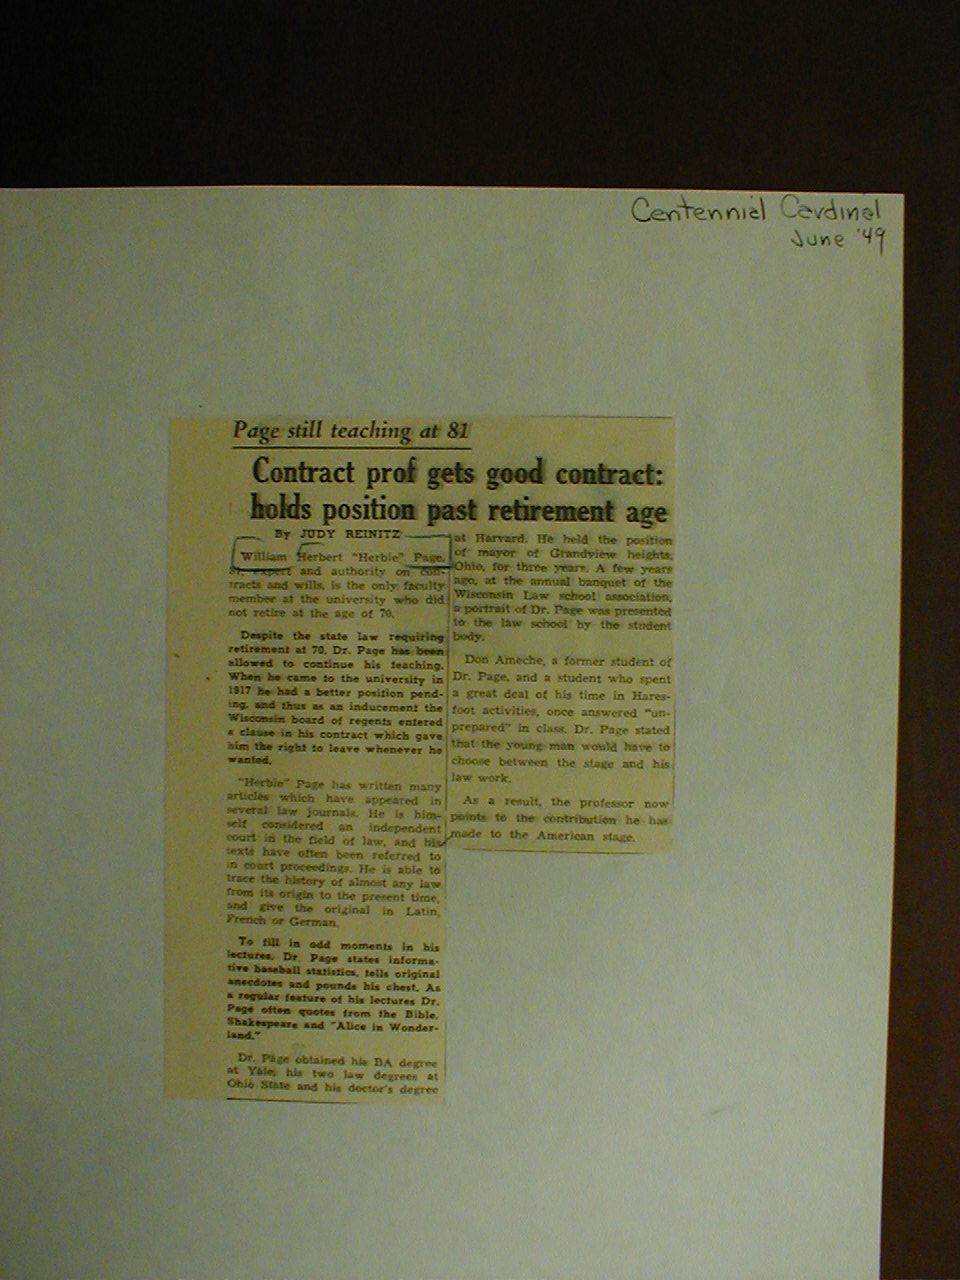 Centennial Cardinal
June '49
Page still teaching at 81
Contract prof gets good contract:
holds position past retirement age
By JUDY REINITZ
William Herbert "Herbie" Page,
81, expert and authority on con-
tracts and wills, is the only faculty
member at the university who did
not retire at the age of 70.
Despite the state law requiring
retirement at 70, Dr. Page has been
allowed to continue his teaching.
When he came to the university in
1917 he had a better position pend-
ing, and thus as an inducement the
Wisconsin board of regents entered
a clause in his contract which gave
him the right to leave whenever he
wanted.
"Herbie" Page has written many
articles which have appeared in
several law journals. He is him-
self considered an independent
court in the field of law, and his
texts have often been referred to
in court proceedings. He is able to
trace the history of almost any law
from its origin to the present time,
and give the original in Latin,
French or German.
To fill in odd moments in his
lectures, Dr. Page states informa-
tive baseball statistics, tells original
anecdotes and pounds his chest. As
a regular feature of his lectures Dr.
Page often quotes from the Bible,
Shakespeare and "Alice in Wonder-
land."
Dr. Page obtained his BA degree
at Yale, his two law degrees at
Ohio State and his doctor's degree
at Harvard. He held the position
of mayor of Grandview heights,
Ohio, for three years. A few years
ago, at the annual banquet of the
Wisconsin Law school association,
a portrait of Dr. Page was presented
to the law school by the student
body.
Don Ameche, a former student of
Dr. Page, and a student who spent
a great deal of his time in Hares-
foot activities, once answered "un-
prepared" in class. Dr. Page stated
that the young man would have to
choose between the stage and his
law work.
As a result, the professor now
points to the contribution he has
made to the American stage.